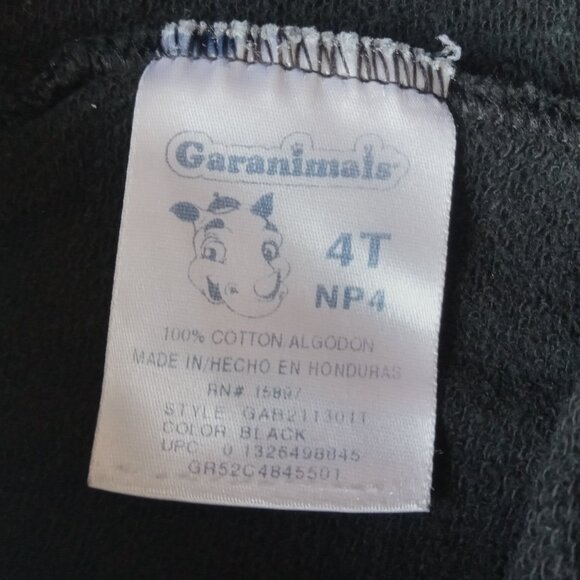 Garanimals
4T
NP4
100% COTTON ALGODON
MADE IN/HECHO EN HONDURAS
RN# 15897
STYLE GAB2113011
COLOR BLACK
UPC 0 1326498845
GR52C4845501